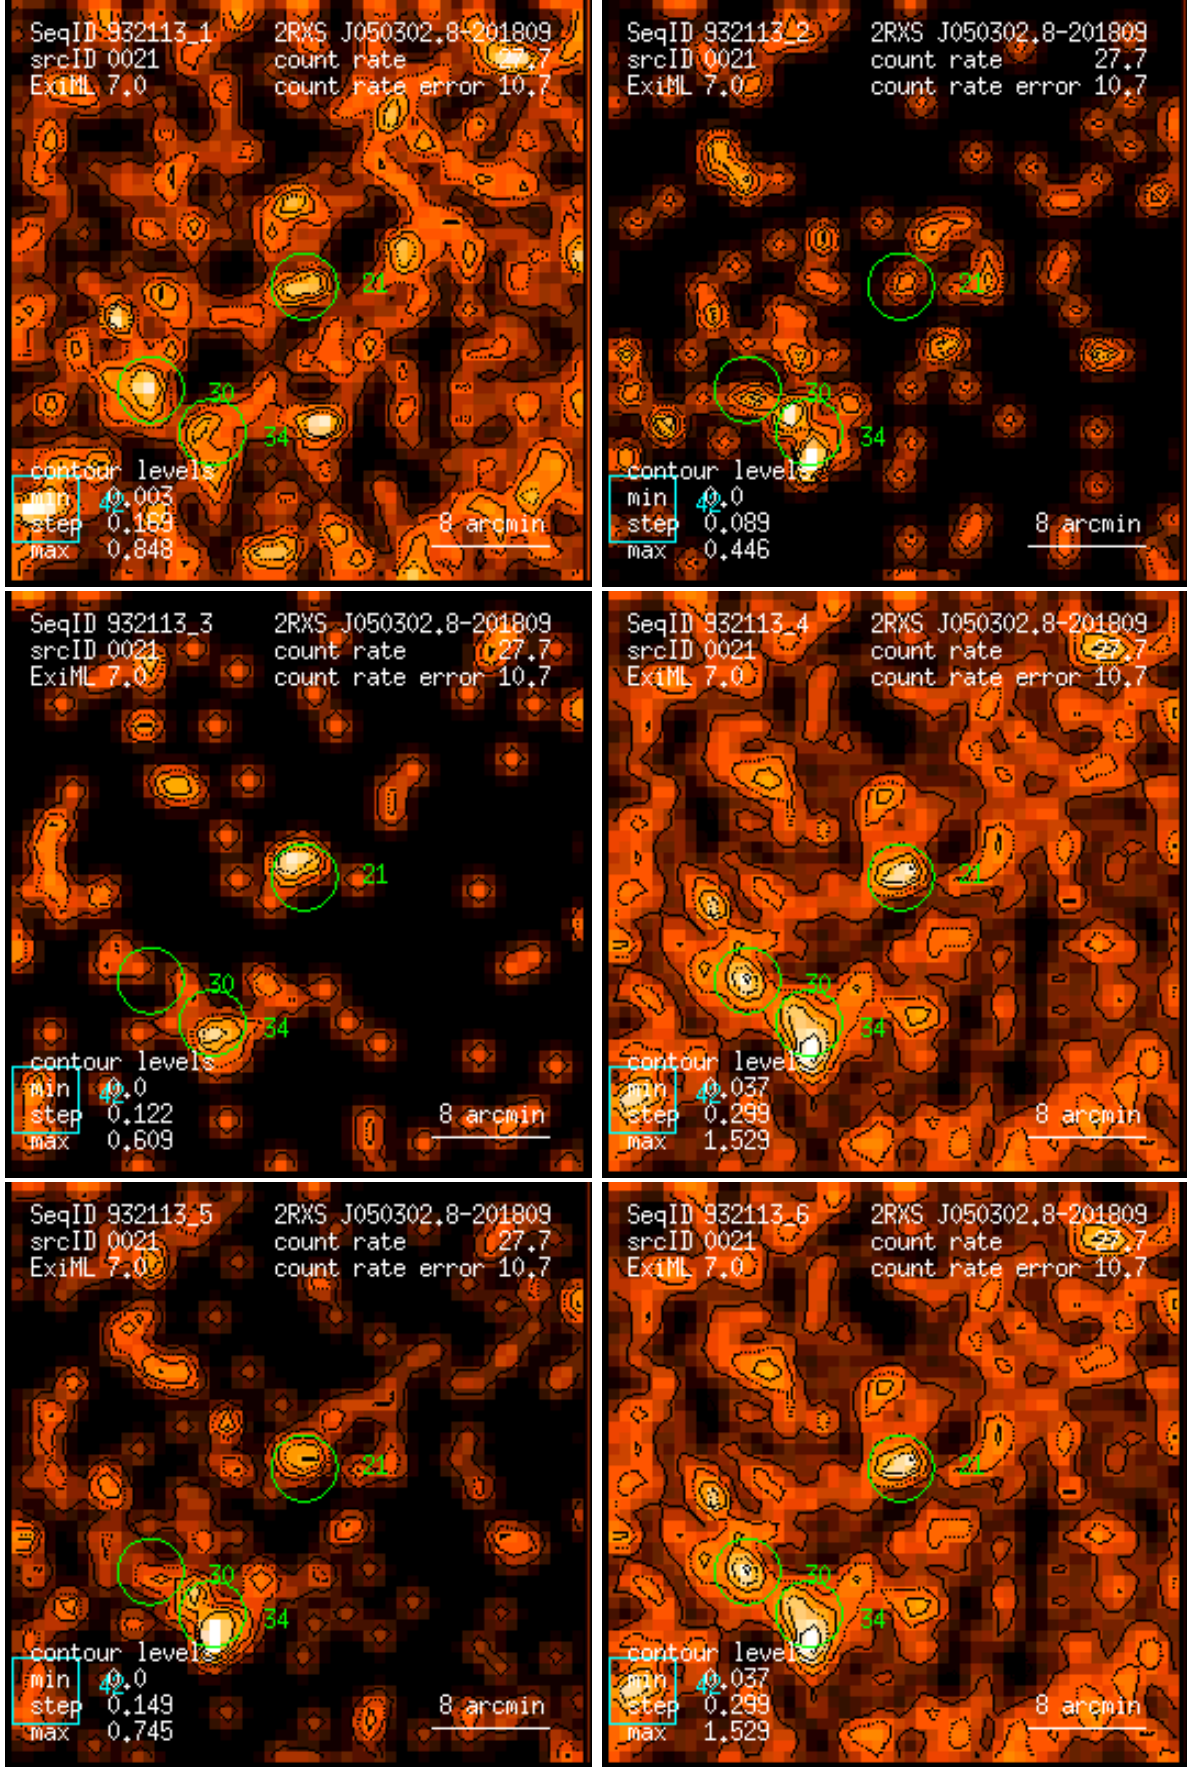 SeqID 932113_1 2RXS J050302.8-201809
srcID 0021 count rate 27.7
ExiML 7.0 count rate error 10.7
21
30
34
contour levels
min 0.003 42
step 0.169 8 arcmin
max 0.848
SeqID 932113_2 2RXS J050302.8-201809
srcID 0021 count rate 27.7
ExiML 7.0 count rate error 10.7
21
30
34
contour levels
min 0.0 42
step 0.089 8 arcmin
max 0.446
SeqID 932113_3 2RXS J050302.8-201809
srcID 0021 count rate 27.7
ExiML 7.0 count rate error 10.7
21
30
34
contour levels
min 0.0 42
step 0.122 8 arcmin
max 0.609
SeqID 932113_4 2RXS J050302.8-201809
srcID 0021 count rate 27.7
ExiML 7.0 count rate error 10.7
21
30
34
contour levels
min 0.037 42
step 0.299 8 arcmin
max 1.529
SeqID 932113_5 2RXS J050302.8-201809
srcID 0021 count rate 27.7
ExiML 7.0 count rate error 10.7
21
30
34
contour levels
min 0.0 42
step 0.149 8 arcmin
max 0.745
SeqID 932113_6 2RXS J050302.8-201809
srcID 0021 count rate 27.7
ExiML 7.0 count rate error 10.7
21
30
34
contour levels
min 0.037 42
step 0.299 8 arcmin
max 1.529